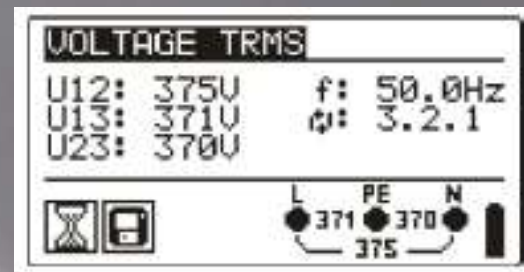 VOLTAGE TRMS
U12: 375V f: 50.0Hz
U13: 371V : 3.2.1
U23: 370V
L PE N
371 370
375